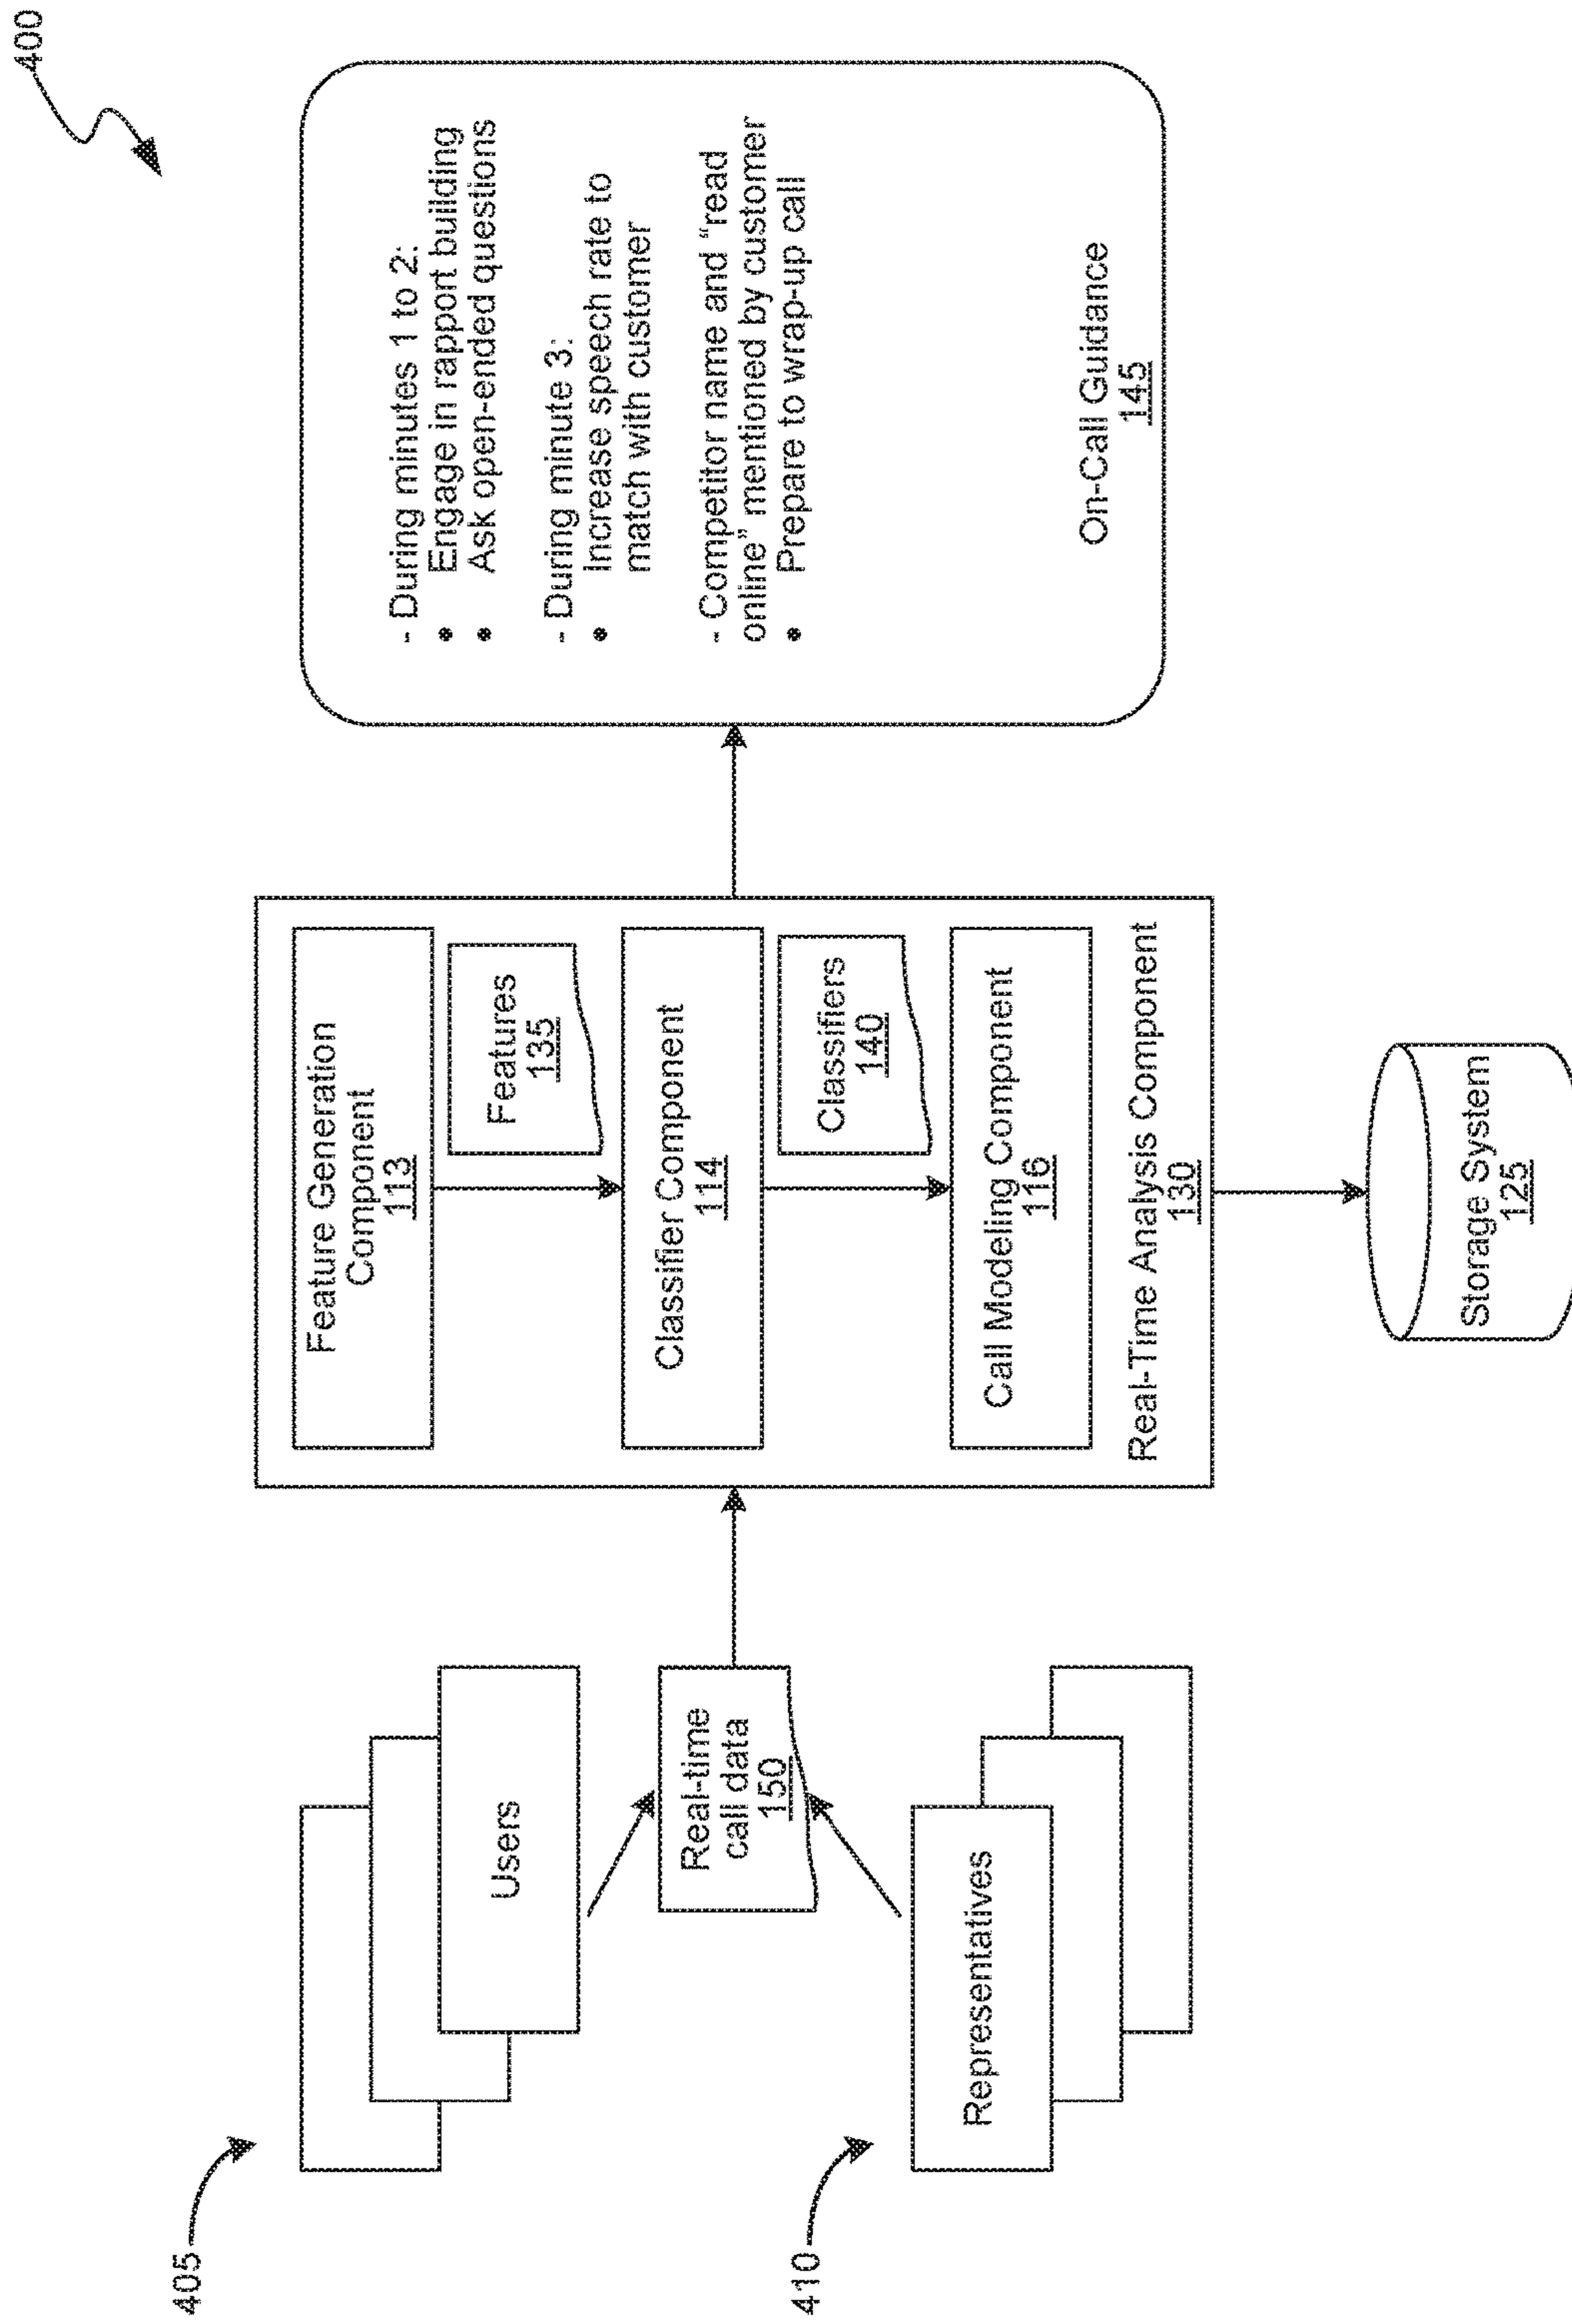 400
405
Users
Real-time
call data
150
410
Representatives
Feature Generation
Component
113
Features
135
Classifier Component
114
Classifiers
140
Call Modeling Component
116
Real-Time Analysis Component
130
Storage System
125
- During minutes 1 to 2:
• Engage in rapport building
• Ask open-ended questions
- During minute 3:
• Increase speech rate to
match with customer
- Competitor name and “read
online” mentioned by customer
• Prepare to wrap-up call
On-Call Guidance
145